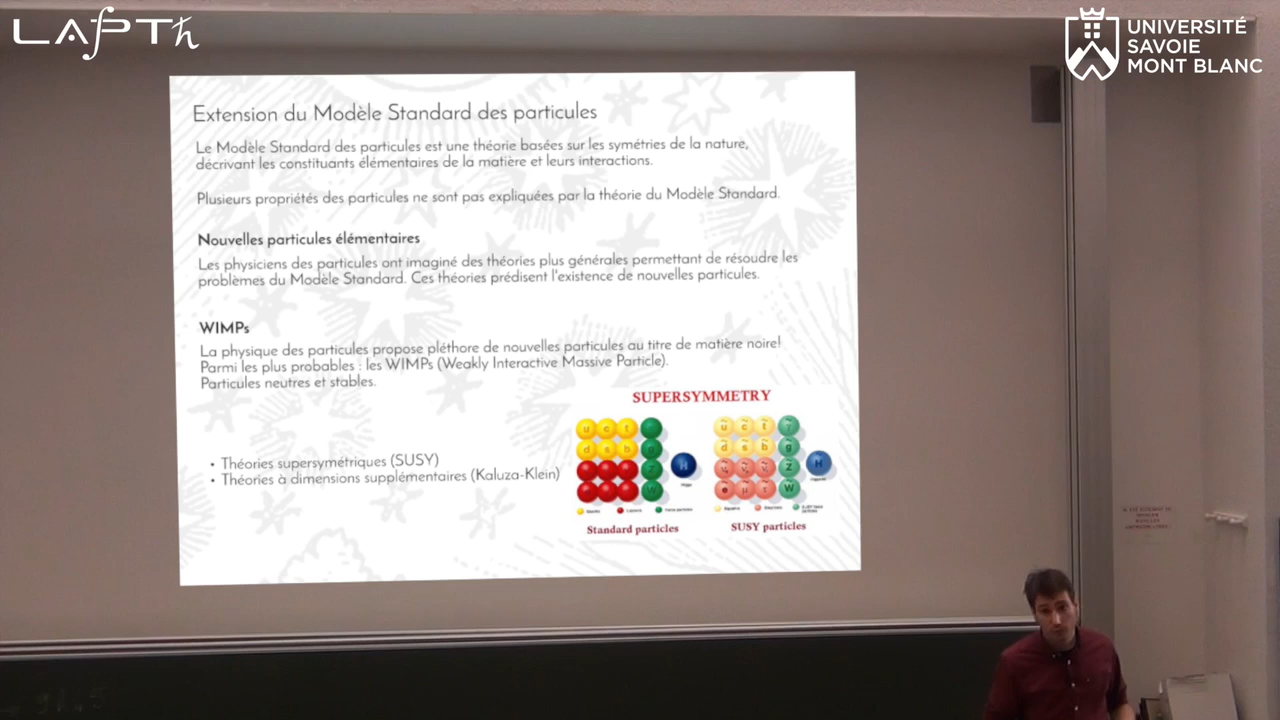 LAPTh
UNIVERSITÉ
SAVOIE
MONT BLANC
Extension du Modèle Standard des particules
Le Modèle Standard des particules est une théorie basées sur les symétries de la nature,
décrivant les constituants élémentaires de la matière et leurs interactions.
Plusieurs propriétés des particules ne sont pas expliquées par la théorie du Modèle Standard.
Nouvelles particules élémentaires
Les physiciens des particules ont imaginé des théories plus générales permettant de résoudre les
problèmes du Modèle Standard. Ces théories prédisent l'existence de nouvelles particules.
WIMPs
La physique des particules propose pléthore de nouvelles particules au titre de matière noire!
Parmi les plus probables : les WIMPs (Weakly Interactive Massive Particle).
Particules neutres et stables.
• Théories supersymétriques (SUSY)
• Théories à dimensions supplémentaires (Kaluza-Klein)
SUPERSYMMETRY
u c t
d s b g
Z
W
H
ũ c̃ t̃ γ̃
d̃ s̃ b̃ g̃
Z̃
e μ τ W̃
H
Standard particles
SUSY particles